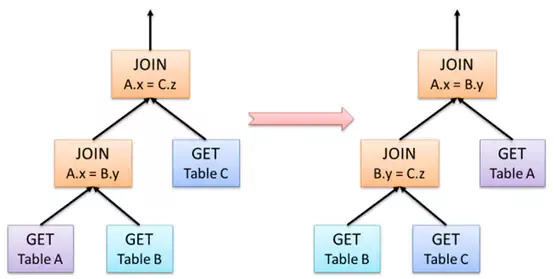 JOIN
A.x = C.z
JOIN
A.x = B.y
GET
Table C
GET
Table A
GET
Table B
JOIN
A.x = B.y
JOIN
B.y = C.z
GET
Table A
GET
Table B
GET
Table C